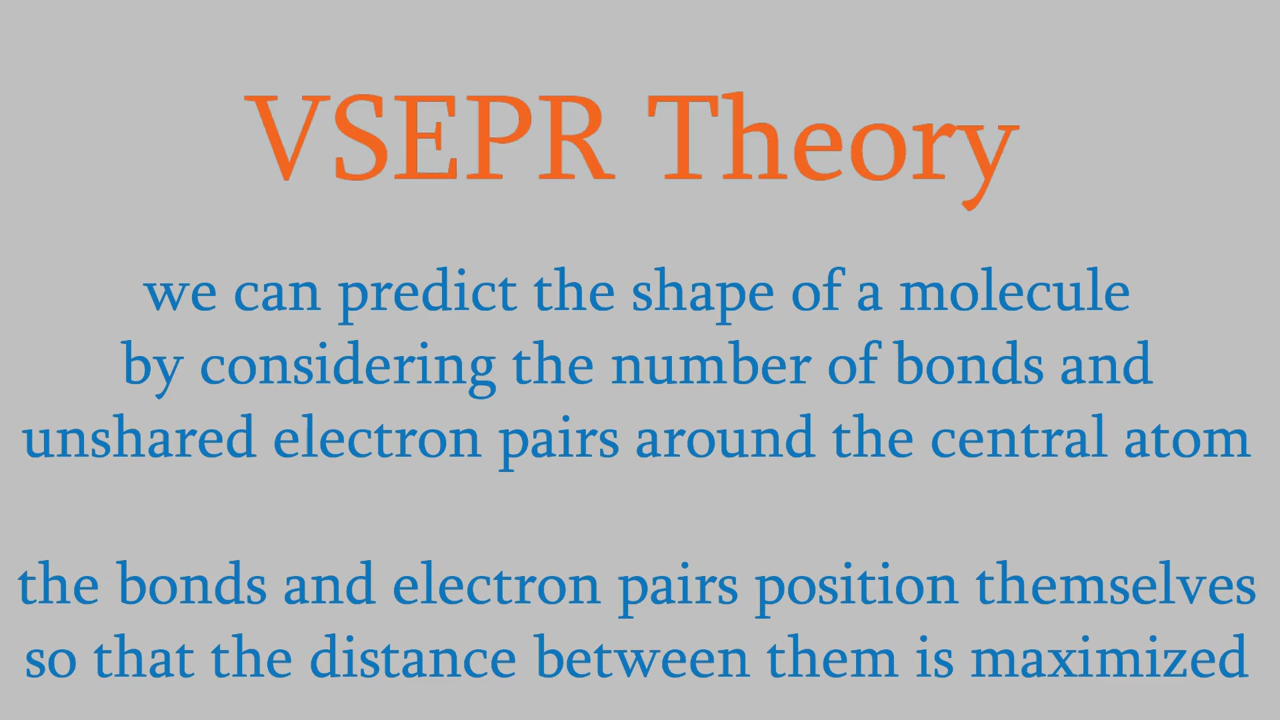 VSEPR Theory
we can predict the shape of a molecule
by considering the number of bonds and
unshared electron pairs around the central atom
the bonds and electron pairs position themselves
so that the distance between them is maximized